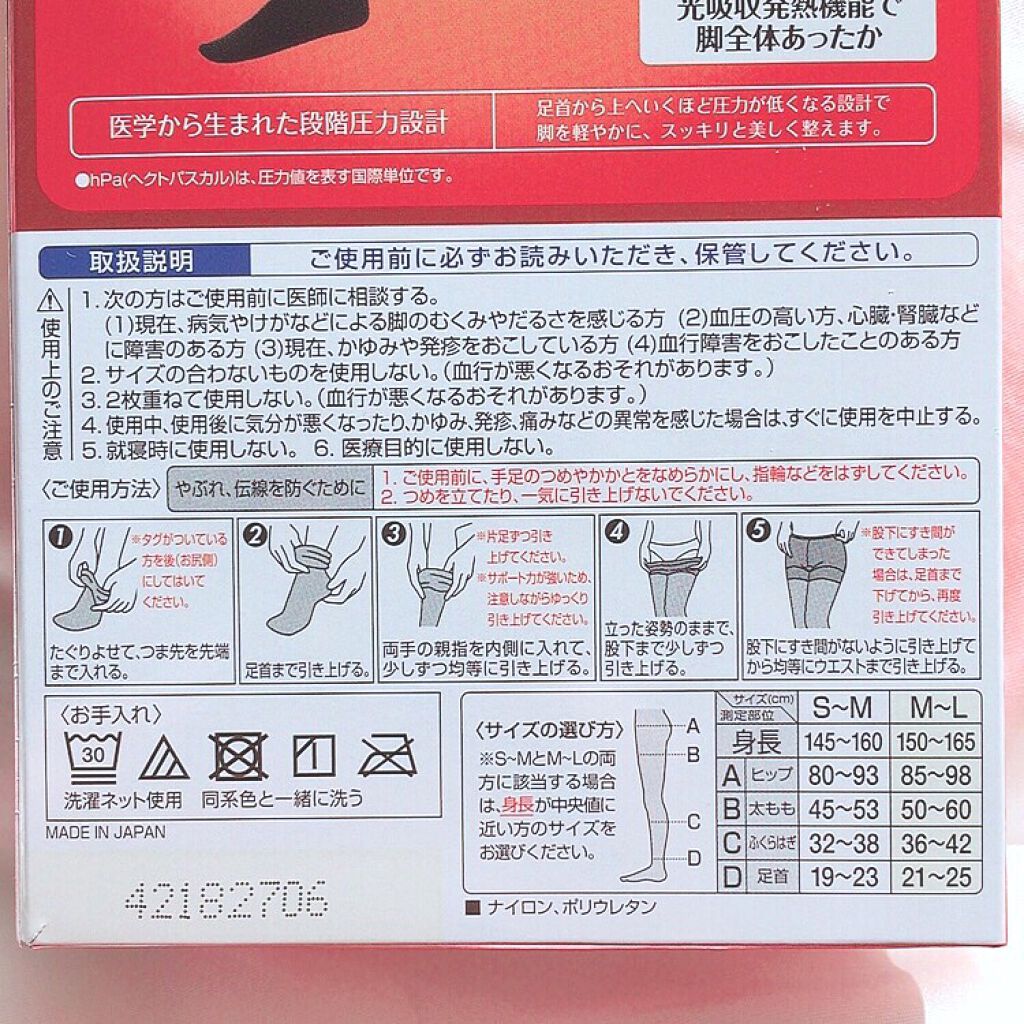 光吸収発熱機能で
脚全体あったか
医学から生まれた段階圧力設計
足首から上へいくほど圧力が低くなる設計で
脚を軽やかに、スッキリと美しく整えます。
●hPa(ヘクトパスカル)は、圧力値を表す国際単位です。
取扱説明
ご使用前に必ずお読みいただき、保管してください。
使用上のご注意
1. 次の方はご使用前に医師に相談する。
(1)現在、病気やけがなどによる脚のむくみやだるさを感じる方 (2)血圧の高い方、心臓・腎臓など
に障害のある方 (3)現在、かゆみや発疹をおこしている方 (4)血行障害をおこしたことのある方
2. サイズの合わないものを使用しない。(血行が悪くなるおそれがあります。)
3. 2枚重ねて使用しない。(血行が悪くなるおそれがあります。)
4. 使用中、使用後に気分が悪くなったり、かゆみ、発疹、痛みなどの異常を感じた場合は、すぐに使用を中止する。
5. 就寝時に使用しない。 6. 医療目的に使用しない。
〈ご使用方法〉
やぶれ、伝線を防ぐために
1. ご使用前に、手足のつめやかかとをなめらかにし、指輪などをはずしてください。
2. つめを立てたり、一気に引き上げないでください。
1
※タグがついている
方を後(お尻側)
にしてはいて
ください。
たぐりよせて、つま先を先端
まで入れる。
2
足首まで引き上げる。
3
※片足ずつ引き
上げてください。
※サポート力が強いため、
注意しながらゆっくり
引き上げてください。
両手の親指を内側に入れて、
少しずつ均等に引き上げる。
4
立った姿勢のままで、
股下まで少しずつ
引き上げる。
5
※股下にすき間が
できてしまった
場合は、足首まで
下げてから、再度
引き上げてください。
股下にすき間がないように引き上げて
から均等にウエストまで引き上げる。
〈お手入れ〉
30
洗濯ネット使用 同系色と一緒に洗う
MADE IN JAPAN
42182706
〈サイズの選び方〉
※S~MとM~Lの両
方に該当する場合
は、身長が中央値に
近い方のサイズを
お選びください。
A
B
C
D
サイズ(cm)
測定部位
S~M M~L
身長 145~160 150~165
A ヒップ 80~93 85~98
B 太もも 45~53 50~60
C ふくらはぎ 32~38 36~42
D 足首 19~23 21~25
■ ナイロン、ポリウレタン